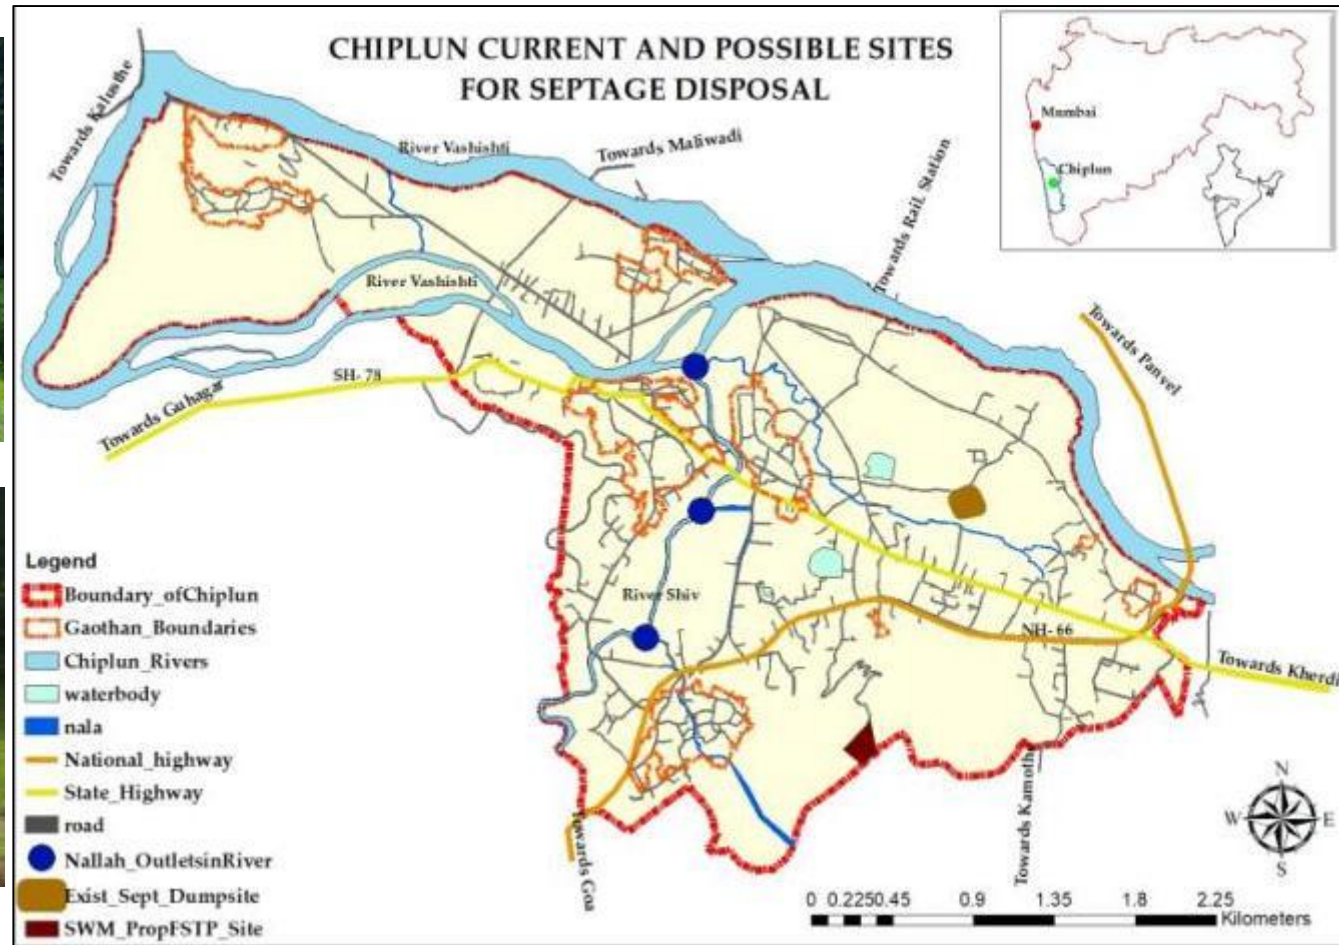 CHIPLUN CURRENT AND POSSIBLE SITES
FOR SEPTAGE DISPOSAL
Mumbai
Chiplun
Towards Kalusthe
River Vashishti
Towards Maliwadi
Towards Rail. Station
River Vashishti
Towards Panvel
SH- 78
Towards Guhagar
River Shiv
NH- 66
Towards Kherdi
Towards Kamothe
Towards Goa
Legend
Boundary_ofChiplun
Gaothan_Boundaries
Chiplun_Rivers
waterbody
nala
National_highway
State_Highway
road
Nallah_OutletsinRiver
Exist_Sept_Dumpsite
SWM_PropFSTP_Site
N
W E
S
0 0.2250.45 0.9 1.35 1.8 2.25
Kilometers